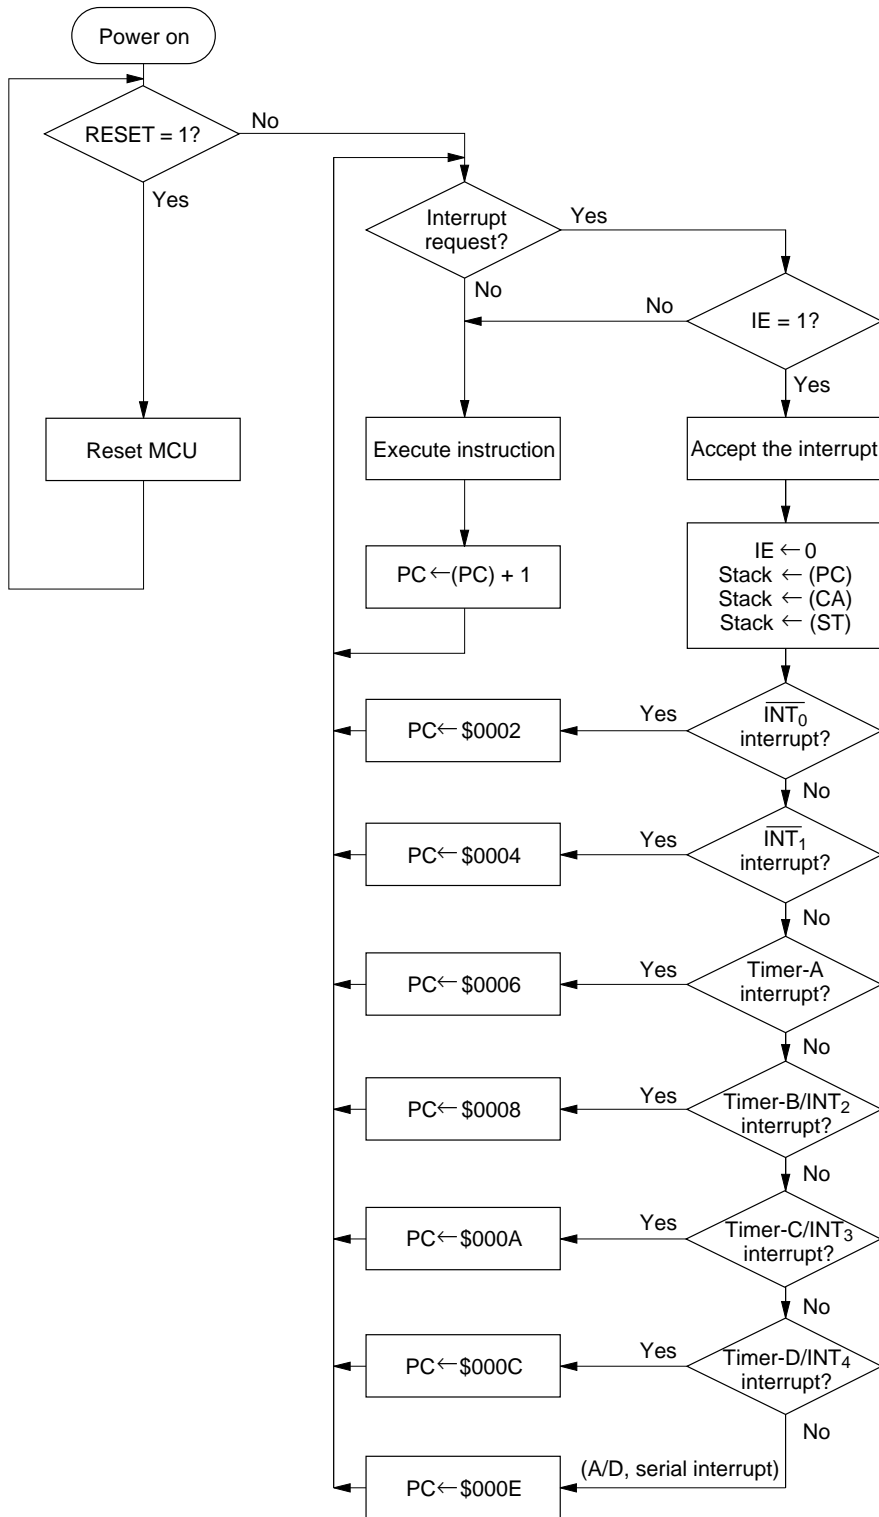 Power on
RESET = 1?
No
Yes
Interrupt
request?
Yes
No
No
IE = 1?
Yes
Reset MCU
Execute instruction
Accept the interrupt
PC ← (PC) + 1
IE ← 0
Stack ← (PC)
Stack ← (CA)
Stack ← (ST)
PC ← $0002
Yes
I̅N̅T̅₀
interrupt?
No
PC ← $0004
Yes
I̅N̅T̅₁
interrupt?
No
PC ← $0006
Yes
Timer-A
interrupt?
No
PC ← $0008
Yes
Timer-B/INT₂
interrupt?
No
PC ← $000A
Yes
Timer-C/INT₃
interrupt?
No
PC ← $000C
Yes
Timer-D/INT₄
interrupt?
No
PC ← $000E
(A/D, serial interrupt)